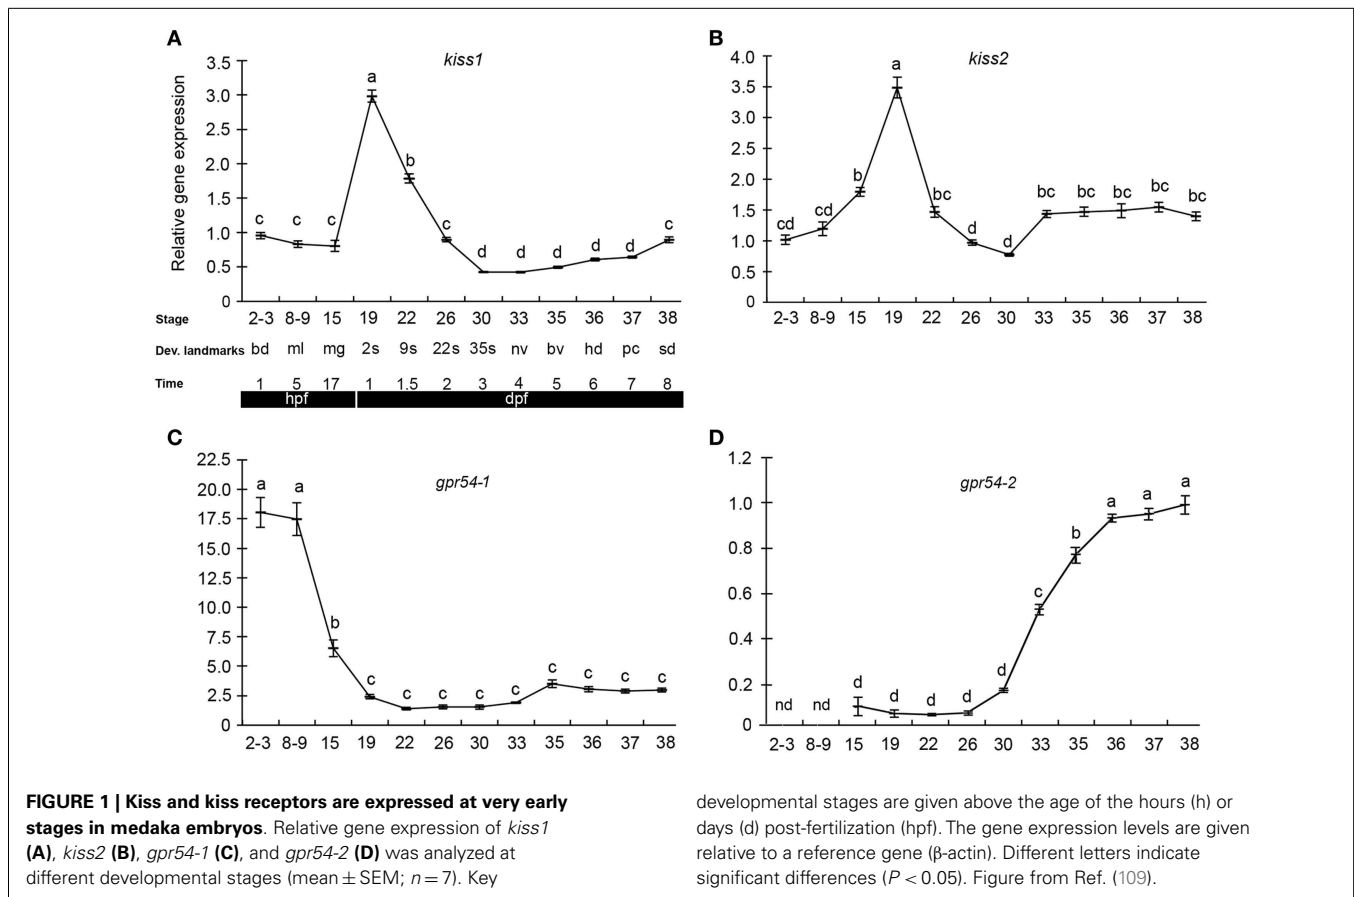 A
kiss1
Relative gene expression
3.5
3.0
2.5
2.0
1.5
1.0
0.5
0
c c c a b c d d d d d c
Stage 2-3 8-9 15 19 22 26 30 33 35 36 37 38
Dev. landmarks bd ml mg 2s 9s 22s 35s nv bv hd pc sd
Time 1 5 17 1 1.5 2 3 4 5 6 7 8
hpf dpf
B
kiss2
4.0
3.5
3.0
2.5
2.0
1.5
1.0
0.5
0
cd cd b a bc d d bc bc bc bc bc
2-3 8-9 15 19 22 26 30 33 35 36 37 38
C
gpr54-1
22.5
20.0
17.5
15.0
12.5
10.0
7.5
5.0
2.5
0
a a b c c c c c c c c c
2-3 8-9 15 19 22 26 30 33 35 36 37 38
D
gpr54-2
1.2
1.0
0.8
0.6
0.4
0.2
0
nd nd d d d d d c b a a a
2-3 8-9 15 19 22 26 30 33 35 36 37 38
FIGURE 1 | Kiss and kiss receptors are expressed at very early
stages in medaka embryos. Relative gene expression of kiss1
(A), kiss2 (B), gpr54-1 (C), and gpr54-2 (D) was analyzed at
different developmental stages (mean ± SEM; n = 7). Key
developmental stages are given above the age of the hours (h) or
days (d) post-fertilization (hpf). The gene expression levels are given
relative to a reference gene (β-actin). Different letters indicate
significant differences (P < 0.05). Figure from Ref. (109).